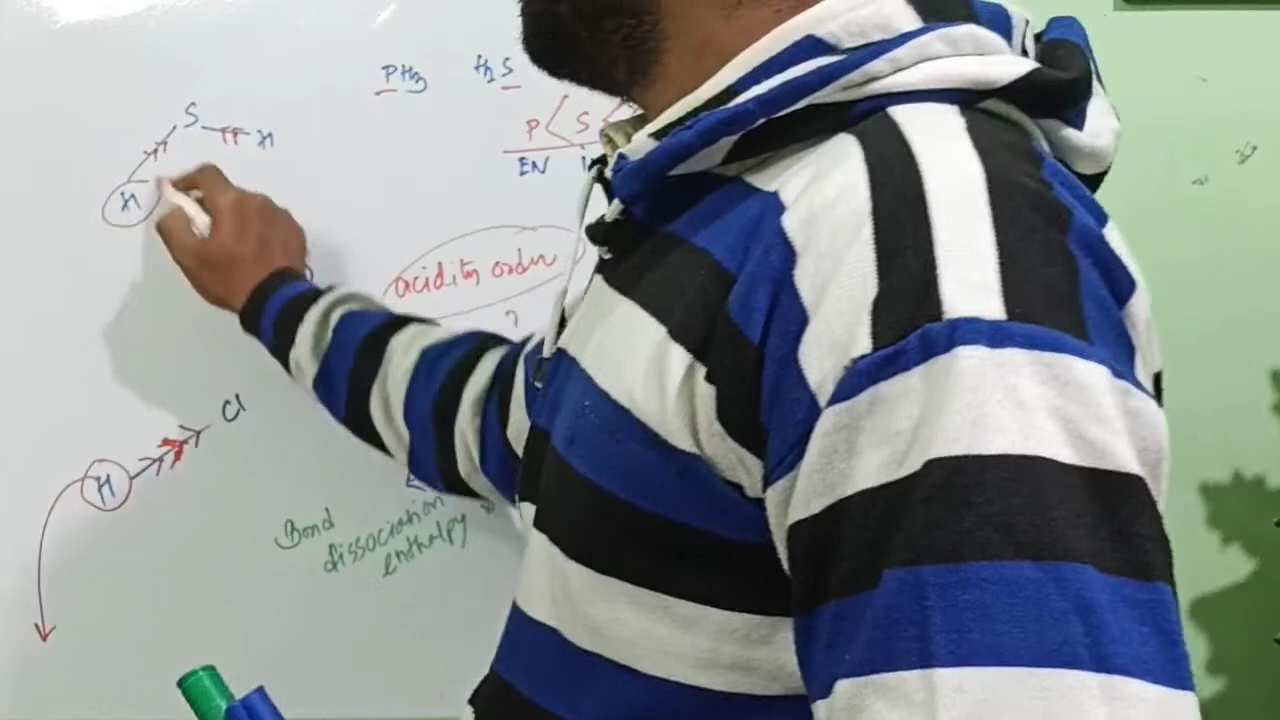 PH3 H2S
P < S <
EN
S H
H
acidity order
?
Cl
H
Bond
dissociation
enthalpy